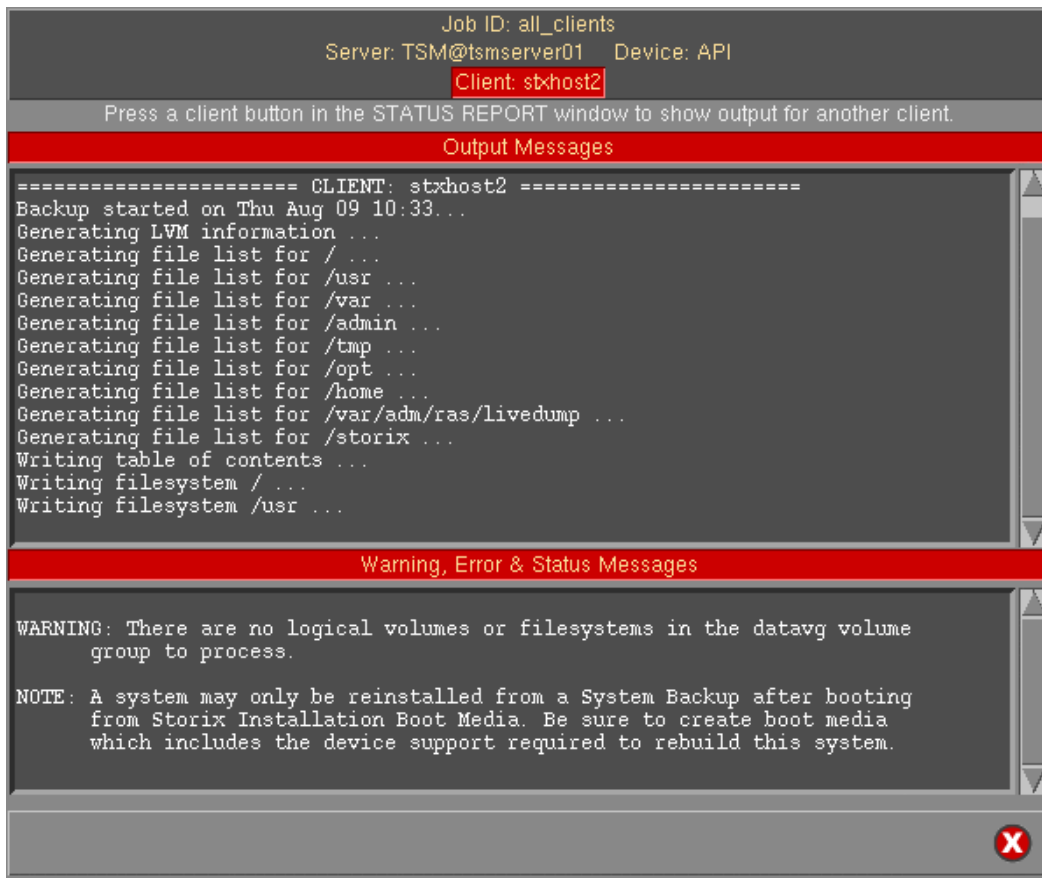 Job ID: all_clients
Server: TSM@tsmserver01 Device: API
Client: stxhost2
Press a client button in the STATUS REPORT window to show output for another client.
Output Messages
======================= CLIENT: stxhost2 =======================
Backup started on Thu Aug 09 10:33...
Generating LVM information ...
Generating file list for / ...
Generating file list for /usr ...
Generating file list for /var ...
Generating file list for /admin ...
Generating file list for /tmp ...
Generating file list for /opt ...
Generating file list for /home ...
Generating file list for /var/adm/ras/livedump ...
Generating file list for /storix ...
Writing table of contents ...
Writing filesystem / ...
Writing filesystem /usr ...
Warning, Error & Status Messages
WARNING: There are no logical volumes or filesystems in the datavg volume
group to process.
NOTE: A system may only be reinstalled from a System Backup after booting
from Storix Installation Boot Media. Be sure to create boot media
which includes the device support required to rebuild this system.